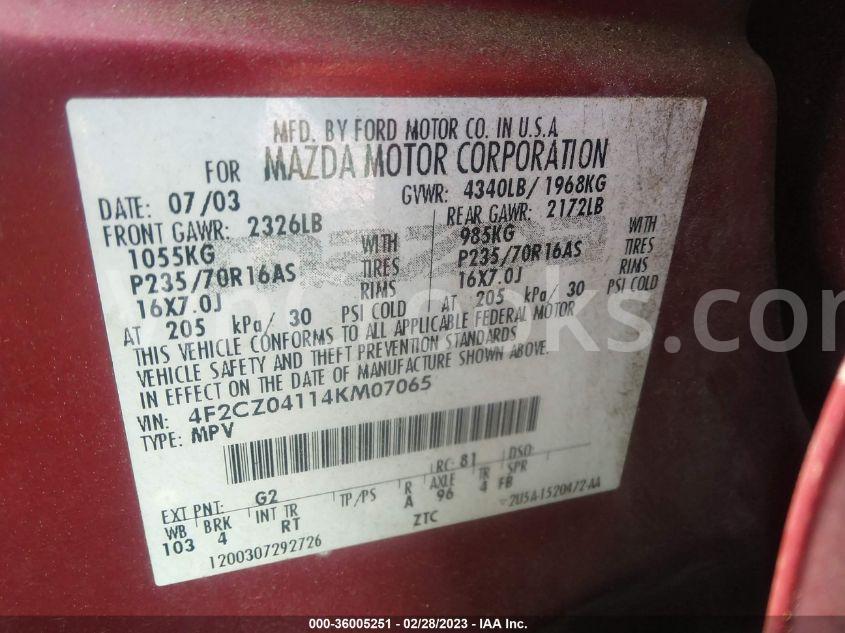 MFD. BY FORD MOTOR CO. IN U.S.A
FOR MAZDA MOTOR CORPORATION
DATE: 07/03 GVWR: 4340LB/ 1968KG
FRONT GAWR: 2326LB REAR GAWR: 2172LB
1055KG WITH 985KG WITH
P235/70R16AS TIRES P235/70R16AS TIRES
16X7.0J RIMS 16X7.0J RIMS
AT 205 kPa/ 30 PSI COLD AT 205 kPa/ 30 PSI COLD
THIS VEHICLE CONFORMS TO ALL APPLICABLE FEDERAL MOTOR
VEHICLE SAFETY AND THEFT PREVENTION STANDARDS
IN EFFECT ON THE DATE OF MANUFACTURE SHOWN ABOVE.
VIN: 4F2CZ04114KM07065
TYPE: MPV
EXT PNT: G2 RC: 81 DSO:
WB BRK INT TR TP/PS R AXLE TR SPR
103 4 RT A 96 4 FB
1200307292726 ZTC 2U5A-1520472-AA
000-36005251 - 02/28/2023 - IAA Inc.